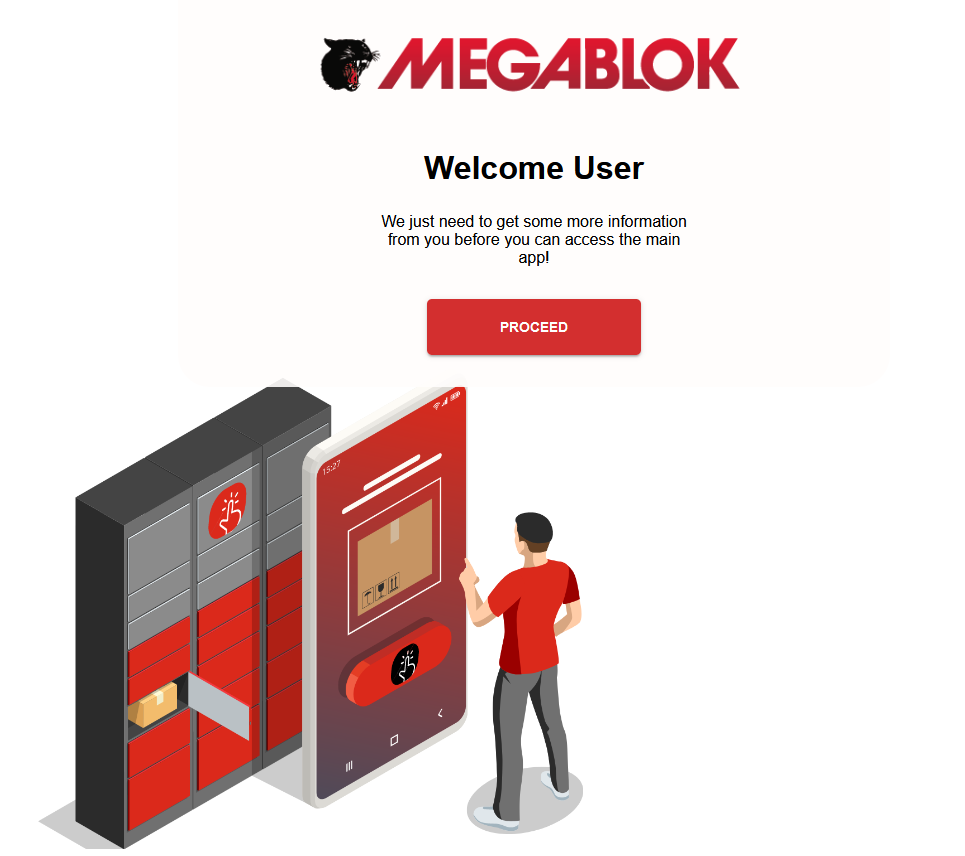 MEGABLOK
Welcome User
We just need to get some more information
from you before you can access the main
app!
PROCEED
15:27